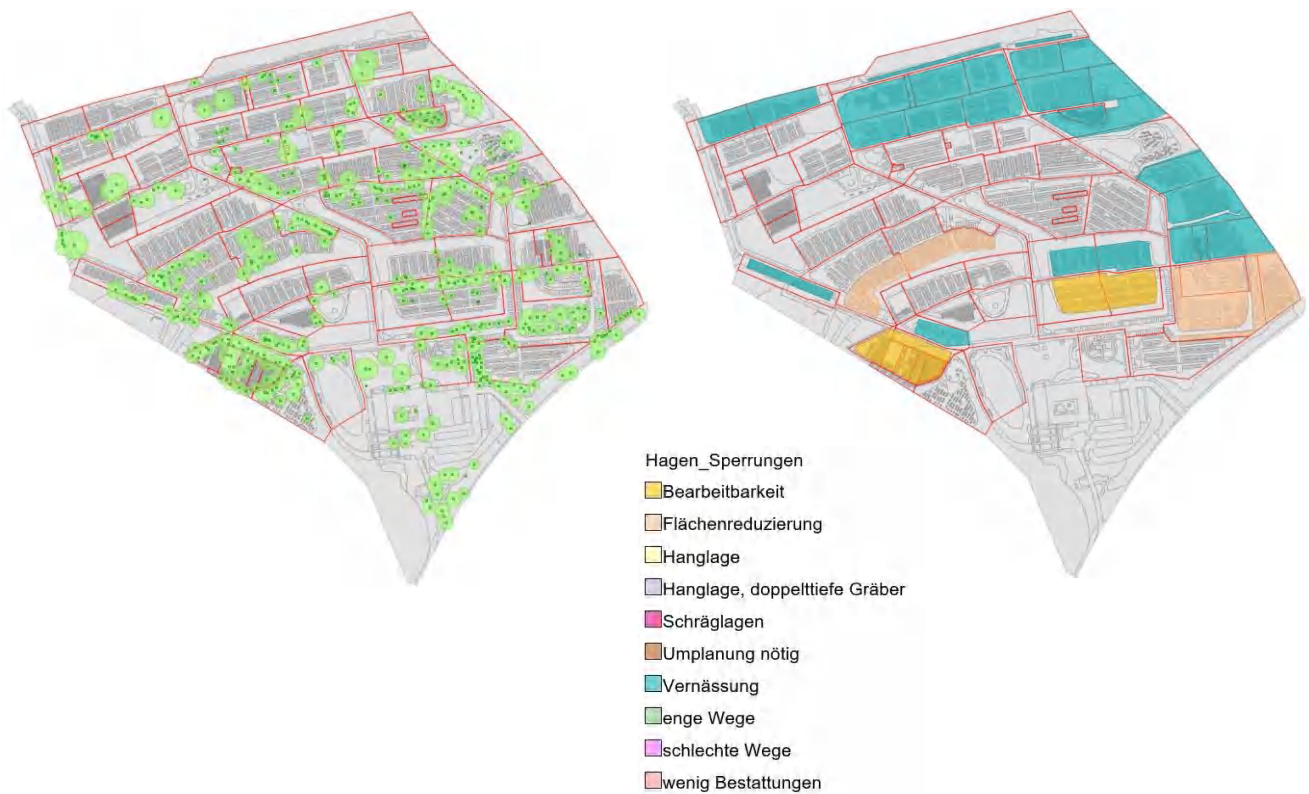 Hagen_Sperrungen
Bearbeitbarkeit
Flächenreduzierung
Hanglage
Hanglage, doppelttiefe Gräber
Schräglagen
Umplanung nötig
Vernässung
enge Wege
schlechte Wege
wenig Bestattungen